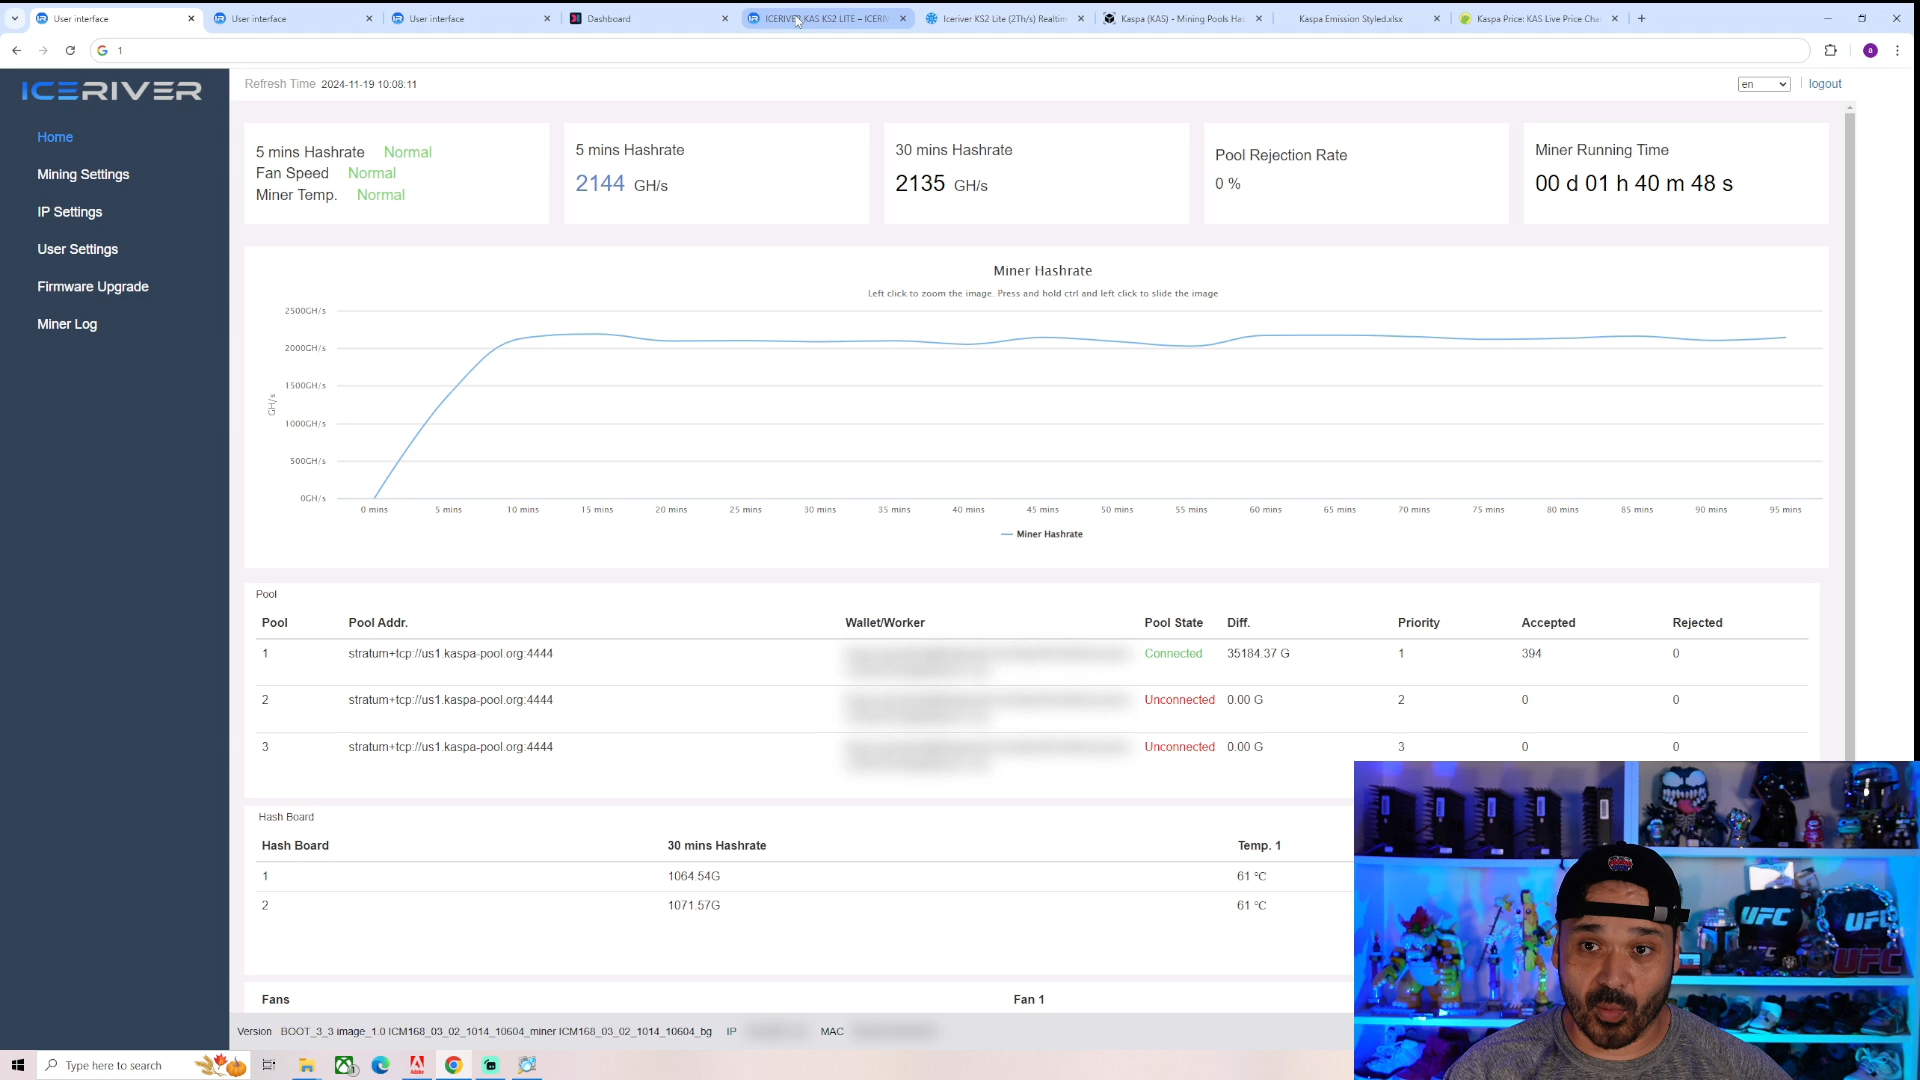 User interface
User interface
User interface
Dashboard
ICERIVER KAS KS2 LITE – ICERIV
Iceriver KS2 Lite (2Th/s) Realtim
Kaspa (KAS) - Mining Pools Has
Kaspa Emission Styled.xlsx
Kaspa Price: KAS Live Price Cha
1
a
ICERIVER
Refresh Time 2024-11-19 10:08:11
en
logout
Home
Mining Settings
IP Settings
User Settings
Firmware Upgrade
Miner Log
5 mins Hashrate Normal
Fan Speed Normal
Miner Temp. Normal
5 mins Hashrate
2144 GH/s
30 mins Hashrate
2135 GH/s
Pool Rejection Rate
0 %
Miner Running Time
00 d 01 h 40 m 48 s
Miner Hashrate
Left click to zoom the image. Press and hold ctrl and left click to slide the image
2500GH/s
2000GH/s
1500GH/s
1000GH/s
500GH/s
0GH/s
GH/s
0 mins 5 mins 10 mins 15 mins 20 mins 25 mins 30 mins 35 mins 40 mins 45 mins 50 mins 55 mins 60 mins 65 mins 70 mins 75 mins 80 mins 85 mins 90 mins 95 mins
Miner Hashrate
Pool
Pool Pool Addr. Wallet/Worker Pool State Diff. Priority Accepted Rejected
1 stratum+tcp://us1.kaspa-pool.org:4444 Connected 35184.37 G 1 394 0
2 stratum+tcp://us1.kaspa-pool.org:4444 Unconnected 0.00 G 2 0 0
3 stratum+tcp://us1.kaspa-pool.org:4444 Unconnected 0.00 G 3 0 0
Hash Board
Hash Board 30 mins Hashrate Temp. 1
1 1064.54G 61 °C
2 1071.57G 61 °C
Fans Fan 1
Version BOOT_3_3 image_1.0 ICM168_03_02_1014_10604_miner ICM168_03_02_1014_10604_bg IP MAC
Type here to search
UFC
UFC
UFC